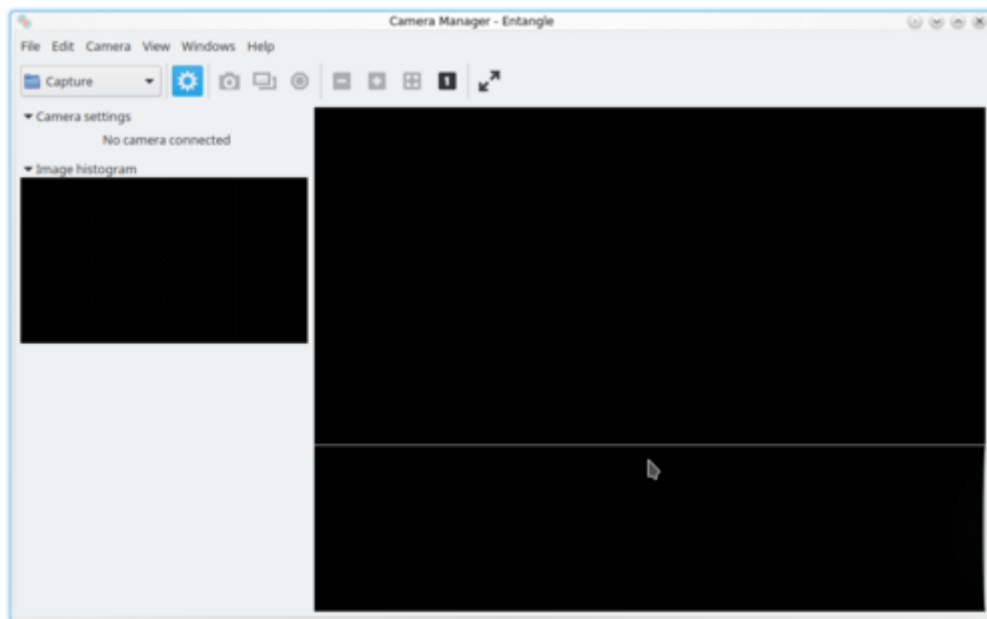 Camera Manager - Entangle
File Edit Camera View Windows Help
Capture
1
Camera settings
No camera connected
Image histogram